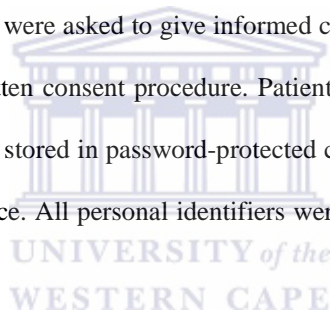 were asked to give informed c
ten consent procedure. Patient
stored in password-protected c
ce. All personal identifiers wer
UNIVERSITY of the
WESTERN CAPE